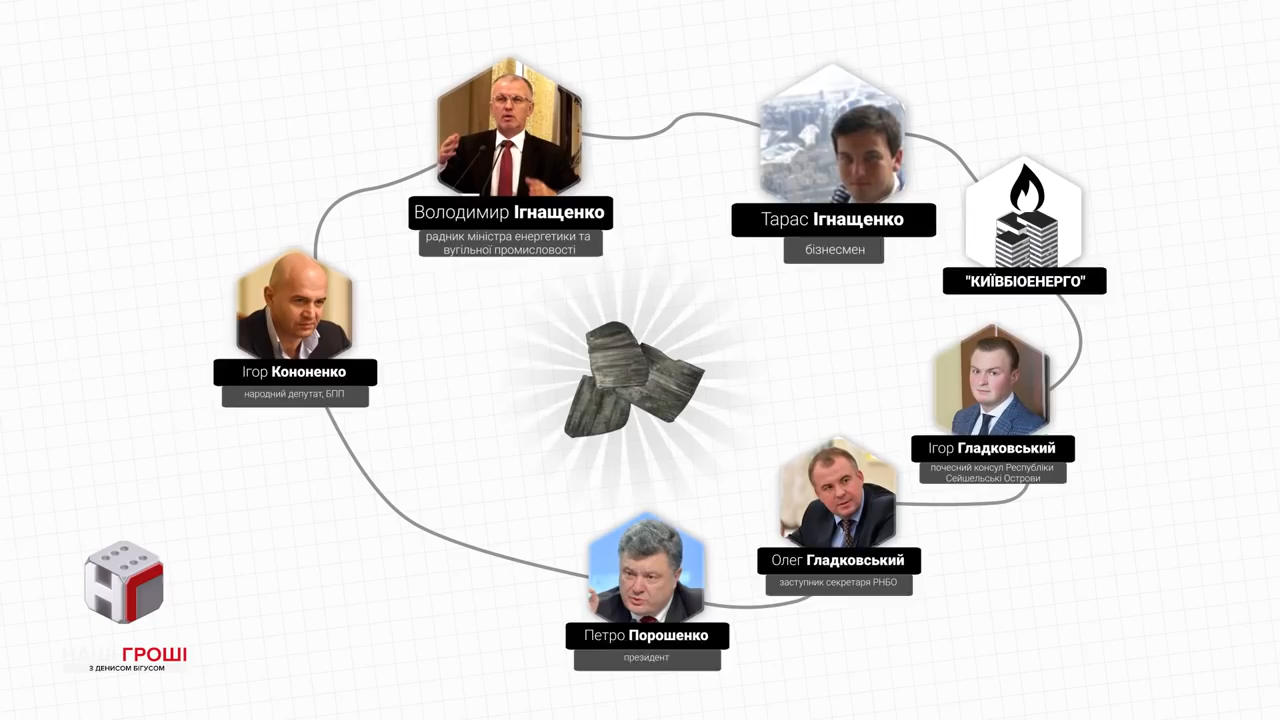 Володимир Ігнащенко
радник міністра енергетики та
вугільної промисловості
Тарас Ігнащенко
бізнесмен
"КИЇВБІОЕНЕРГО"
Ігор Кононенко
народний депутат, БПП
Ігор Гладковський
почесний консул Республіки
Сейшельські Острови
Олег Гладковський
заступник секретаря РНБО
Петро Порошенко
президент
НАШІ ГРОШІ
З ДЕНИСОМ БІГУСОМ